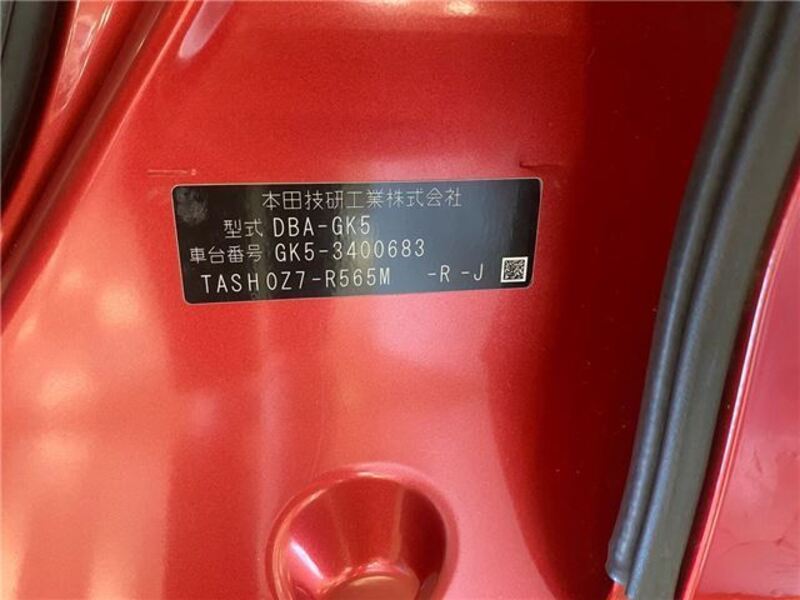 本田技研工業株式会社
型式 DBA-GK5
車台番号 GK5-3400683
TASH0Z7-R565M -R -J